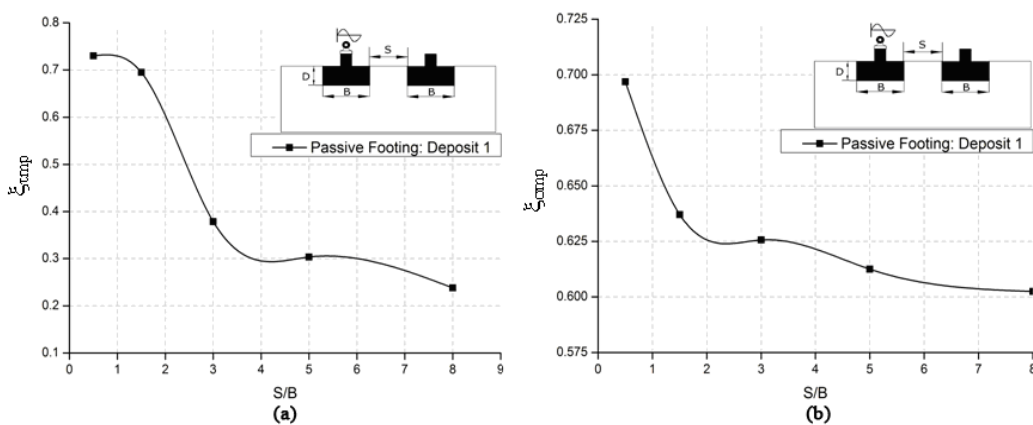 0.8
0.7
0.6
0.5
0.4
0.3
0.2
0.1
ξtmp
S
D
B
B
Passive Footing: Deposit 1
0 1 2 3 4 5 6 7 8 9
S/B
(a)
0.725
0.700
0.675
0.650
0.625
0.600
0.575
ξcmp
S
D
B
B
Passive Footing: Deposit 1
0 1 2 3 4 5 6 7 8
S/B
(b)